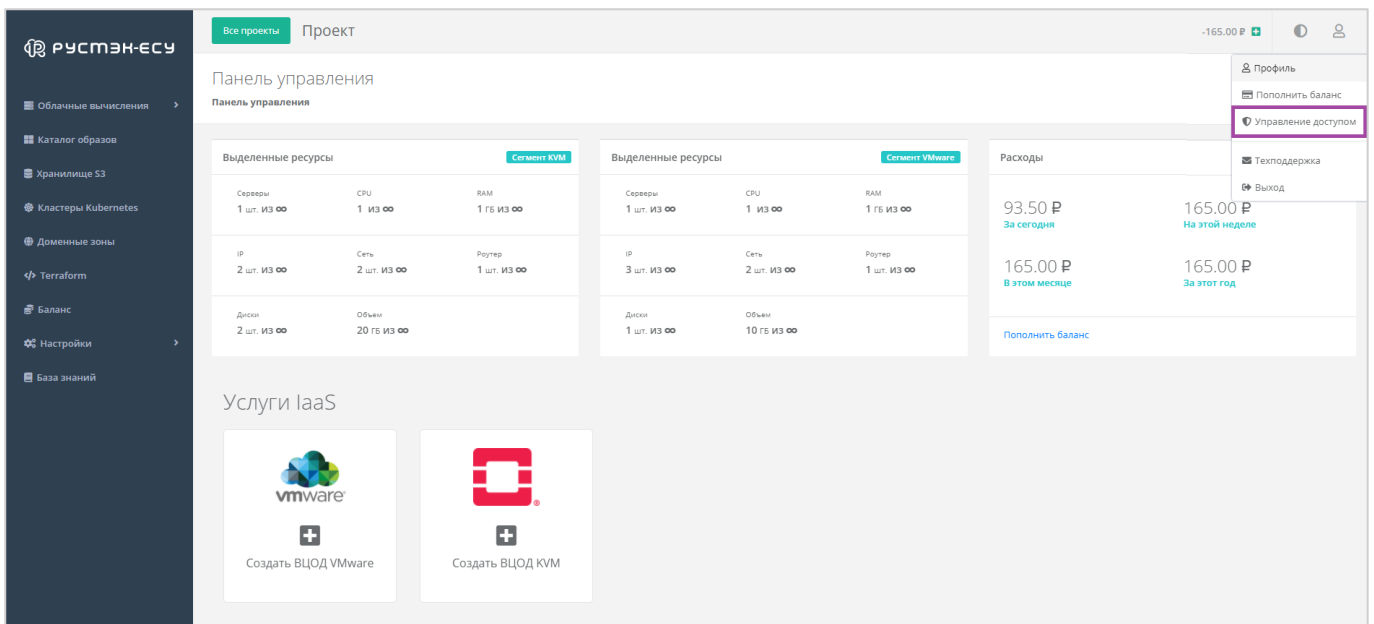 РУСТЭК-ЕСУ
Облачные вычисления
Каталог образов
Хранилище S3
Кластеры Kubernetes
Доменные зоны
Terraform
Баланс
Настройки
База знаний
Все проекты Проект -165.00 ₽
Профиль
Пополнить баланс
Управление доступом
Техподдержка
Выход
Панель управления
Панель управления
Выделенные ресурсы Сегмент KVM
Серверы CPU RAM
1 шт. из ∞ 1 из ∞ 1 ГБ из ∞
IP Сеть Роутер
2 шт. из ∞ 2 шт. из ∞ 1 шт. из ∞
Диски Объем
2 шт. из ∞ 20 ГБ из ∞
Выделенные ресурсы Сегмент VMware
Серверы CPU RAM
1 шт. из ∞ 1 из ∞ 1 ГБ из ∞
IP Сеть Роутер
3 шт. из ∞ 2 шт. из ∞ 1 шт. из ∞
Диски Объем
1 шт. из ∞ 10 ГБ из ∞
Расходы
93.50 ₽ 165.00 ₽
За сегодня На этой неделе
165.00 ₽ 165.00 ₽
В этом месяце За этот год
Пополнить баланс
Услуги IaaS
vmware
Создать ВЦОД VMware
Создать ВЦОД KVM